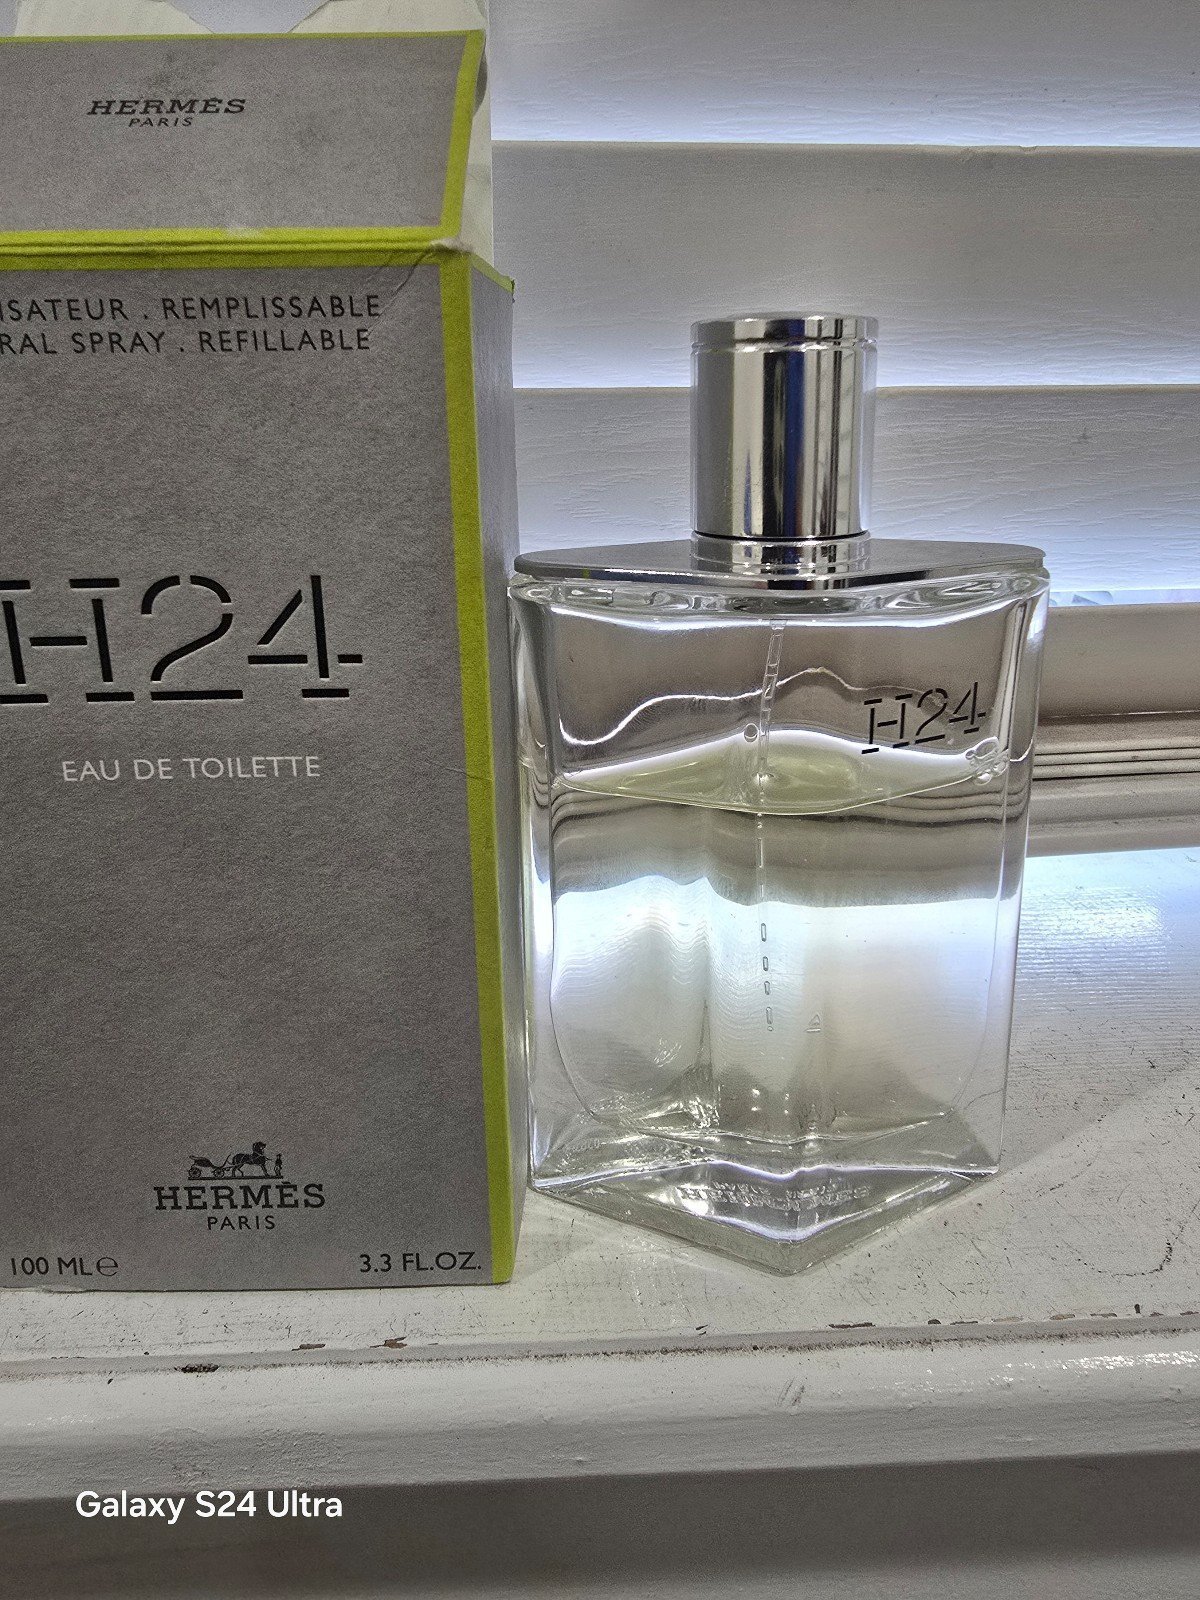 HERMÈS
PARIS
ISATEUR . REMPLISSABLE
RAL SPRAY . REFILLABLE
H24
EAU DE TOILETTE
HERMÈS
PARIS
100 ML℮
3.3 FL.OZ.
H24
Galaxy S24 Ultra